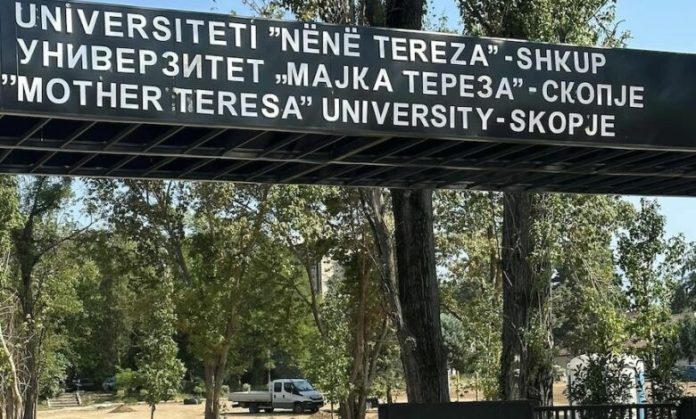 UNIVERSITETI ”NËNË TEREZA”-SHKUP
УНИВЕРЗИТЕТ „МАЈКА ТЕРЕЗА”-СКОПЈЕ
”MOTHER TERESA” UNIVERSITY-SKOPJE